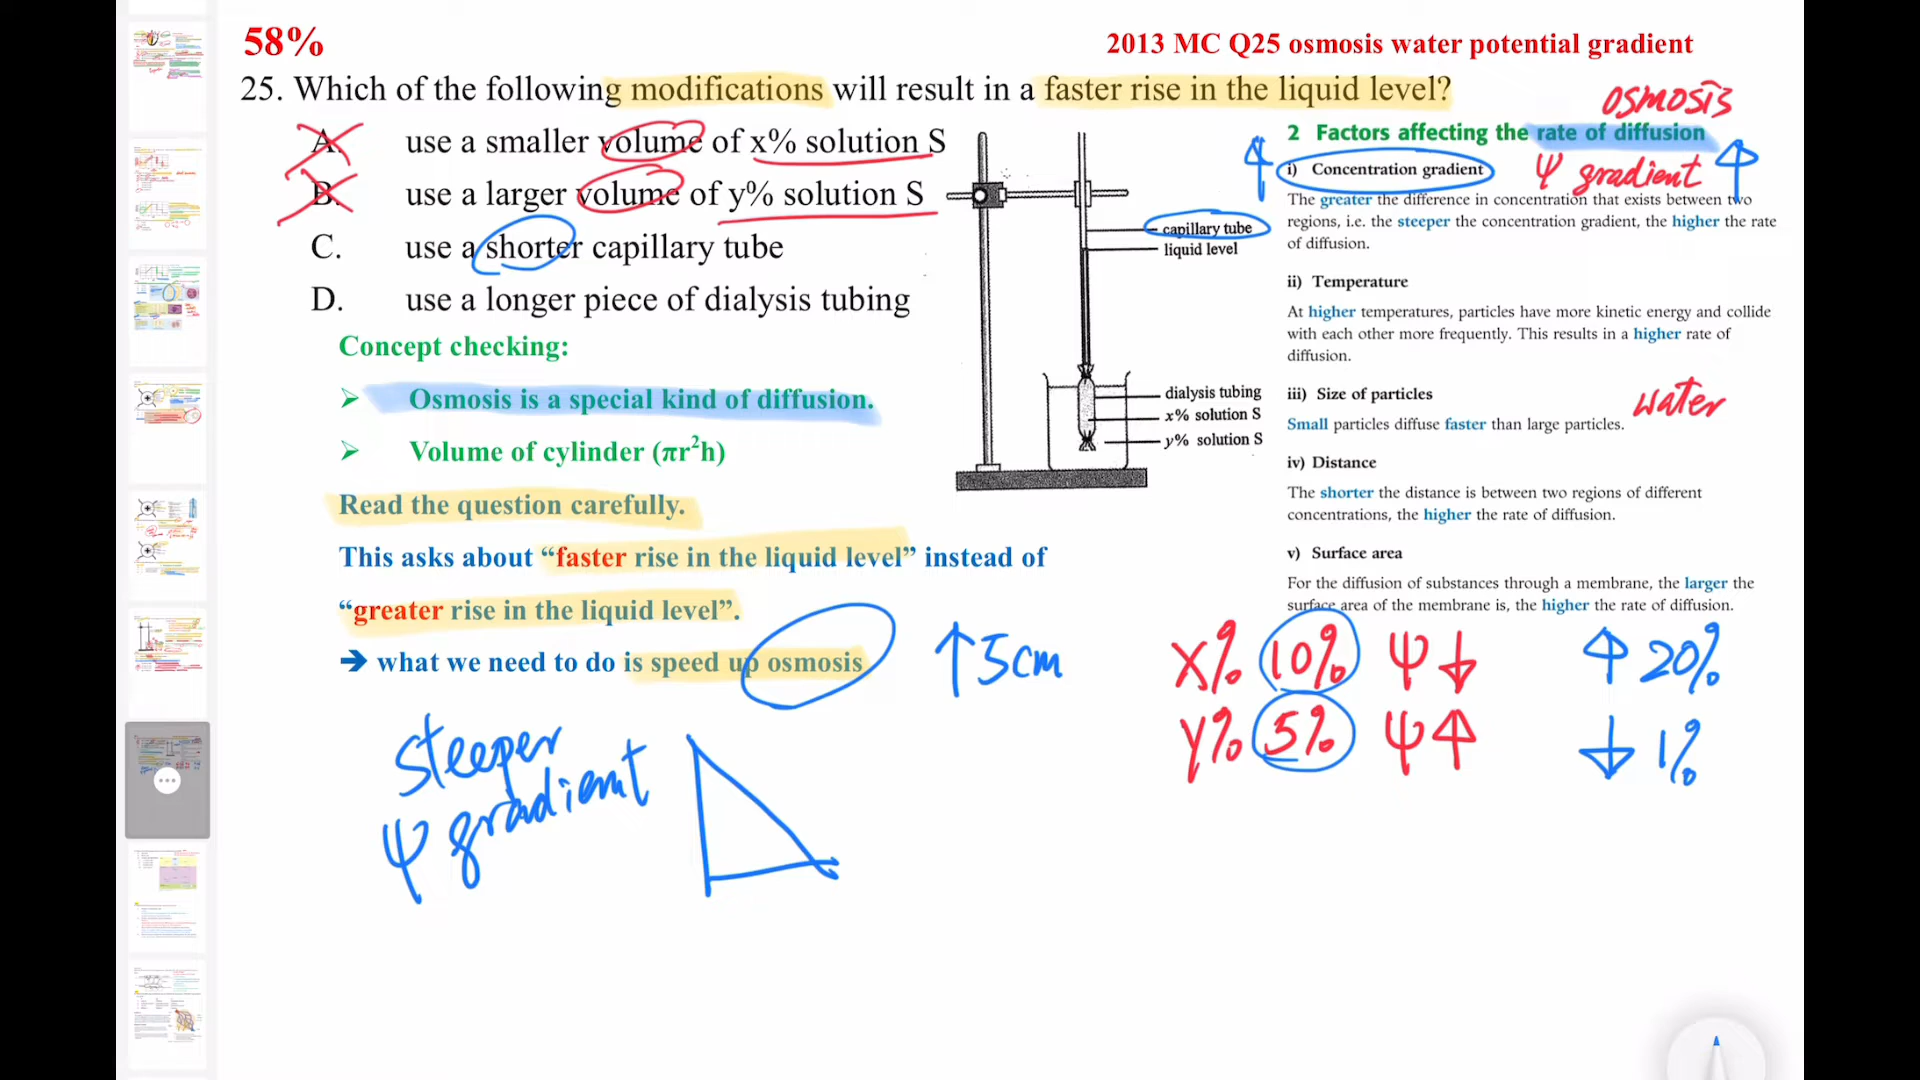 58%
2013 MC Q25 osmosis water potential gradient
25. Which of the following modifications will result in a faster rise in the liquid level?
A. use a smaller volume of x% solution S
B. use a larger volume of y% solution S
C. use a shorter capillary tube
D. use a longer piece of dialysis tubing
Concept checking:
➢ Osmosis is a special kind of diffusion.
➢ Volume of cylinder (πr²h)
Read the question carefully.
This asks about “faster rise in the liquid level” instead of
“greater rise in the liquid level”.
➔ what we need to do is speed up osmosis
↑5cm
steeper
ψ gradient
capillary tube
liquid level
dialysis tubing
x% solution S
y% solution S
osmosis
2 Factors affecting the rate of diffusion
↑ i) Concentration gradient ψ gradient ↑
The greater the difference in concentration that exists between two
regions, i.e. the steeper the concentration gradient, the higher the rate
of diffusion.
ii) Temperature
At higher temperatures, particles have more kinetic energy and collide
with each other more frequently. This results in a higher rate of
diffusion.
iii) Size of particles water
Small particles diffuse faster than large particles.
iv) Distance
The shorter the distance is between two regions of different
concentrations, the higher the rate of diffusion.
v) Surface area
For the diffusion of substances through a membrane, the larger the
surface area of the membrane is, the higher the rate of diffusion.
X% 10% ψ↓ ↑20%
Y% 5% ψ↑ ↓1%